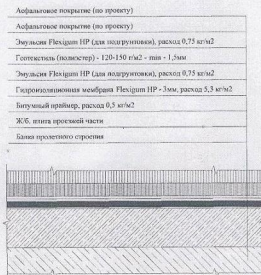 Асфальтовое покрытие (по проекту)
Асфальтовое покрытие (по проекту)
Эмульсия Flexigum HP (для подгрунтовки), расход 0,75 кг/м2
Геотекстиль (полиэстер) - 120-150 г/м2 - min - 1,5мм
Эмульсия Flexigum HP (для подгрунтовки), расход 0,75 кг/м2
Гидроизоляционная мембрана Flexigum HP - 3мм, расход 5,3 кг/м2
Битумный праймер, расход 0,5 кг/м2
Ж/б. плита проезжей части
Балка пролетного строения